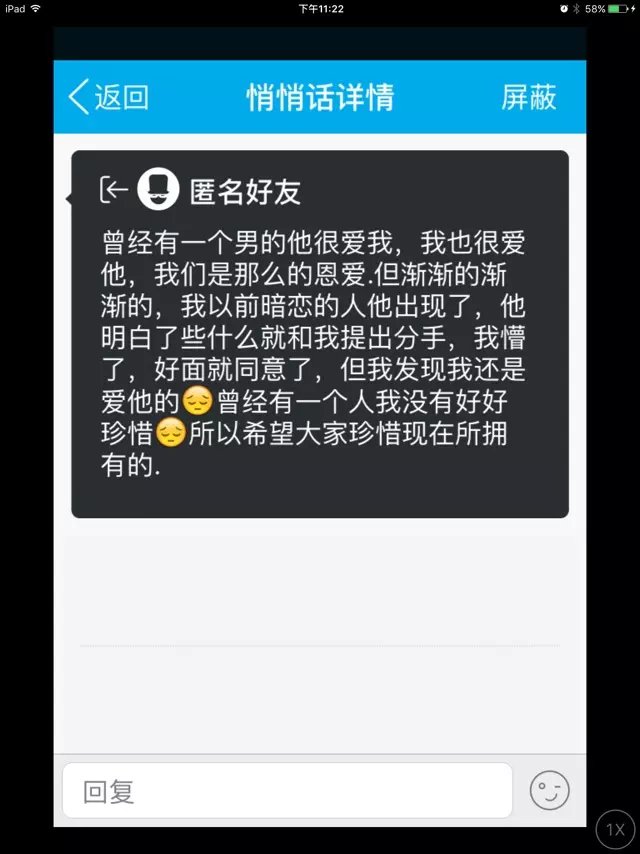 iPad 下午11:22 58%
返回 悄悄话详情 屏蔽
匿名好友
曾经有一个男的他很爱我，我也很爱
他，我们是那么的恩爱.但渐渐的渐
渐的，我以前暗恋的人他出现了，他
明白了些什么就和我提出分手，我懵
了，好面就同意了，但我发现我还是
爱他的😔曾经有一个人我没有好好
珍惜😔所以希望大家珍惜现在所拥
有的.
回复
1X